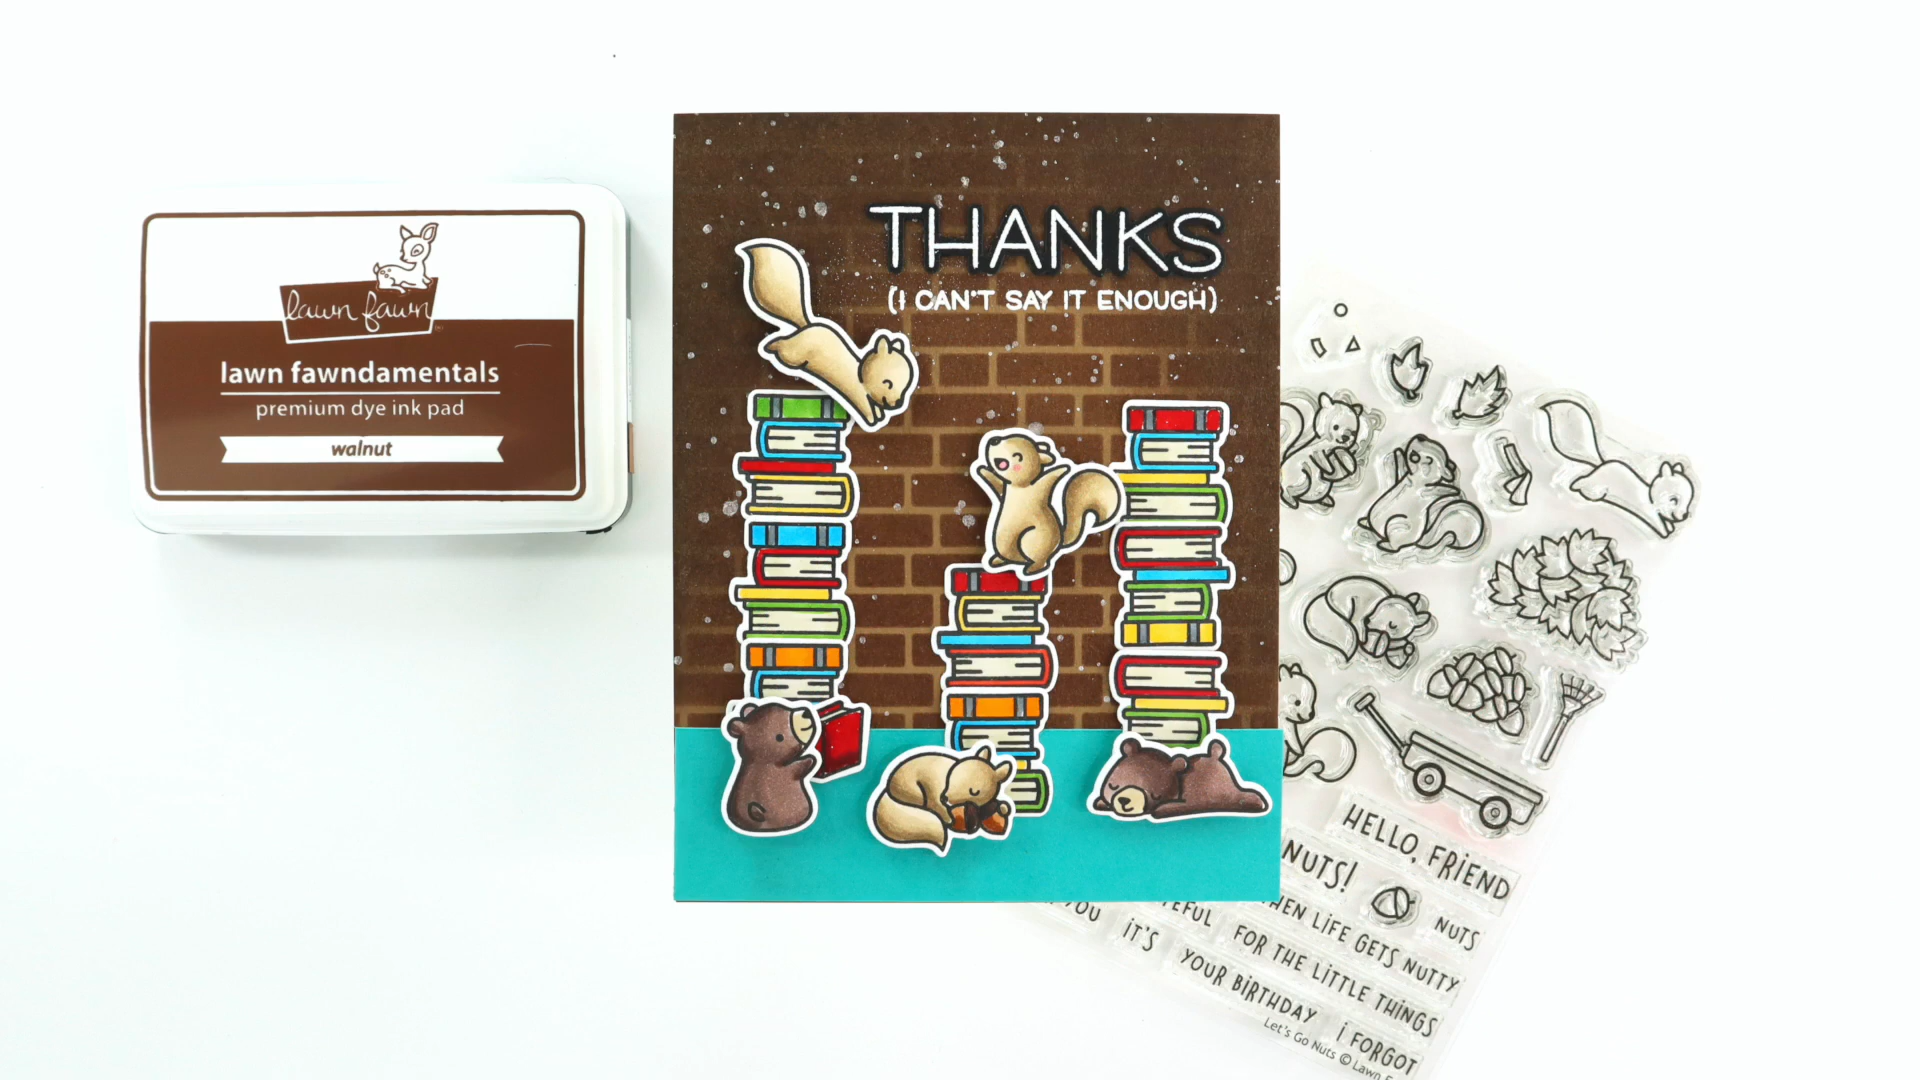 lawn fawn
lawn fawndamentals
premium dye ink pad
walnut
THANKS
(I CAN'T SAY IT ENOUGH)
HELLO, FRIEND
NUTS!
NUTS
LIFE GETS NUTTY
YOU
IT'S
FOR THE LITTLE THINGS
YOUR BIRTHDAY
I FORGOT
Let's Go Nuts © Lawn